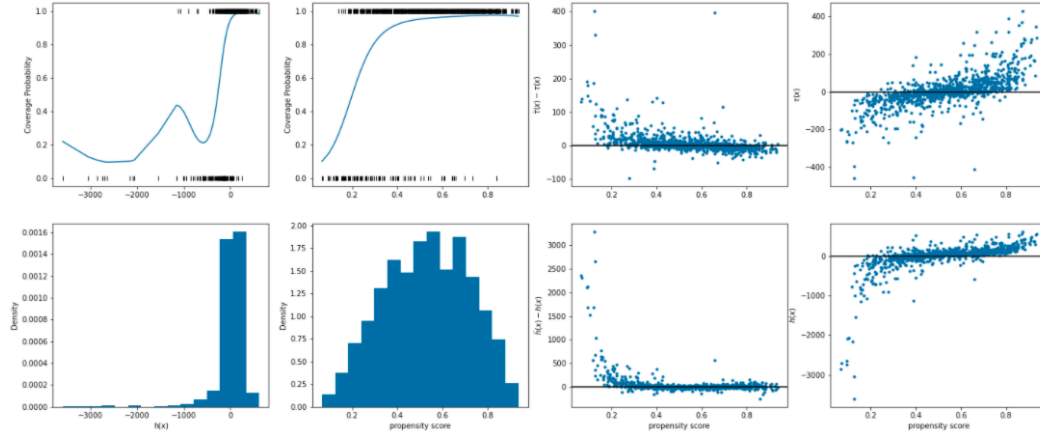 1.0
0.8
0.6
0.4
0.2
0.0
Coverage Probability
−3000 −2000 −1000 0
1.0
0.8
0.6
0.4
0.2
0.0
Coverage Probability
0.2 0.4 0.6 0.8
400
300
200
100
0
−100
τ̂(x) − τ(x)
0.2 0.4 0.6 0.8
400
200
0
−200
−400
τ(x)
0.2 0.4 0.6 0.8
0.0016
0.0014
0.0012
0.0010
0.0008
0.0006
0.0004
0.0002
0.0000
Density
−3000 −2000 −1000 0
h(x)
2.00
1.75
1.50
1.25
1.00
0.75
0.50
0.25
0.00
Density
0.2 0.4 0.6 0.8
propensity score
3000
2500
2000
1500
1000
500
0
ĥ(x) − h(x)
0.2 0.4 0.6 0.8
propensity score
0
−1000
−2000
−3000
h(x)
0.2 0.4 0.6 0.8
propensity score